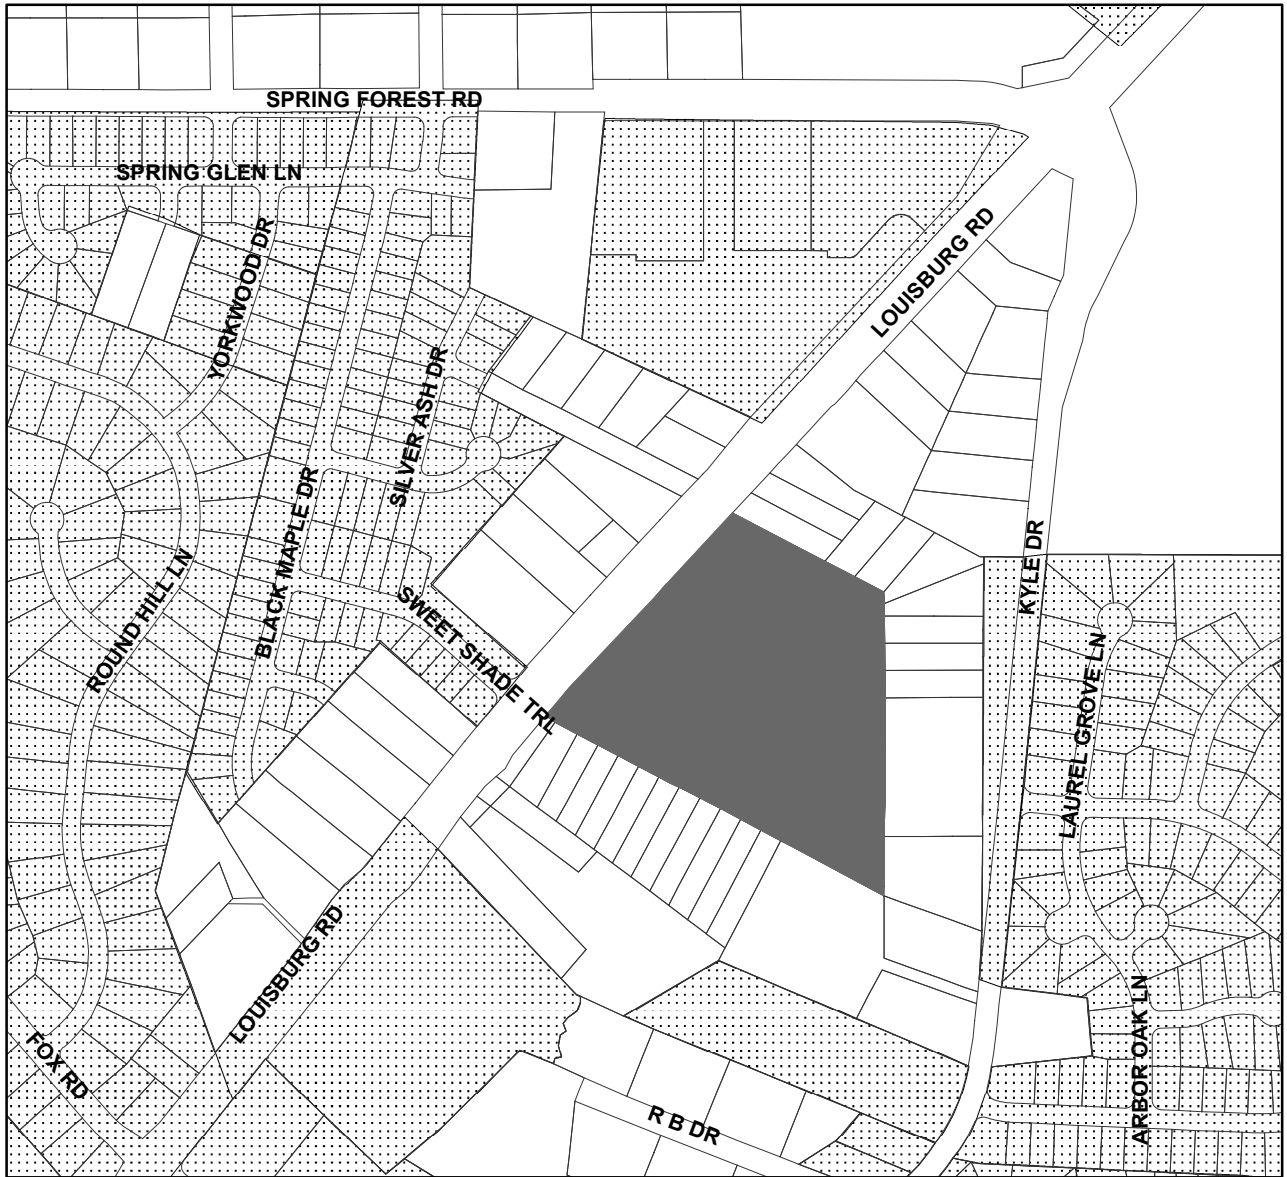 SPRING FOREST RD
SPRING GLEN LN
YORKWOOD DR
LOUISBURG RD
SILVER ASH DR
BLACK MAPLE DR
ROUND HILL LN
KYLE DR
SWEET SHADE TRL
LAUREL GROVE LN
LOUISBURG RD
FOX RD
ARBOR OAK LN
R B DR